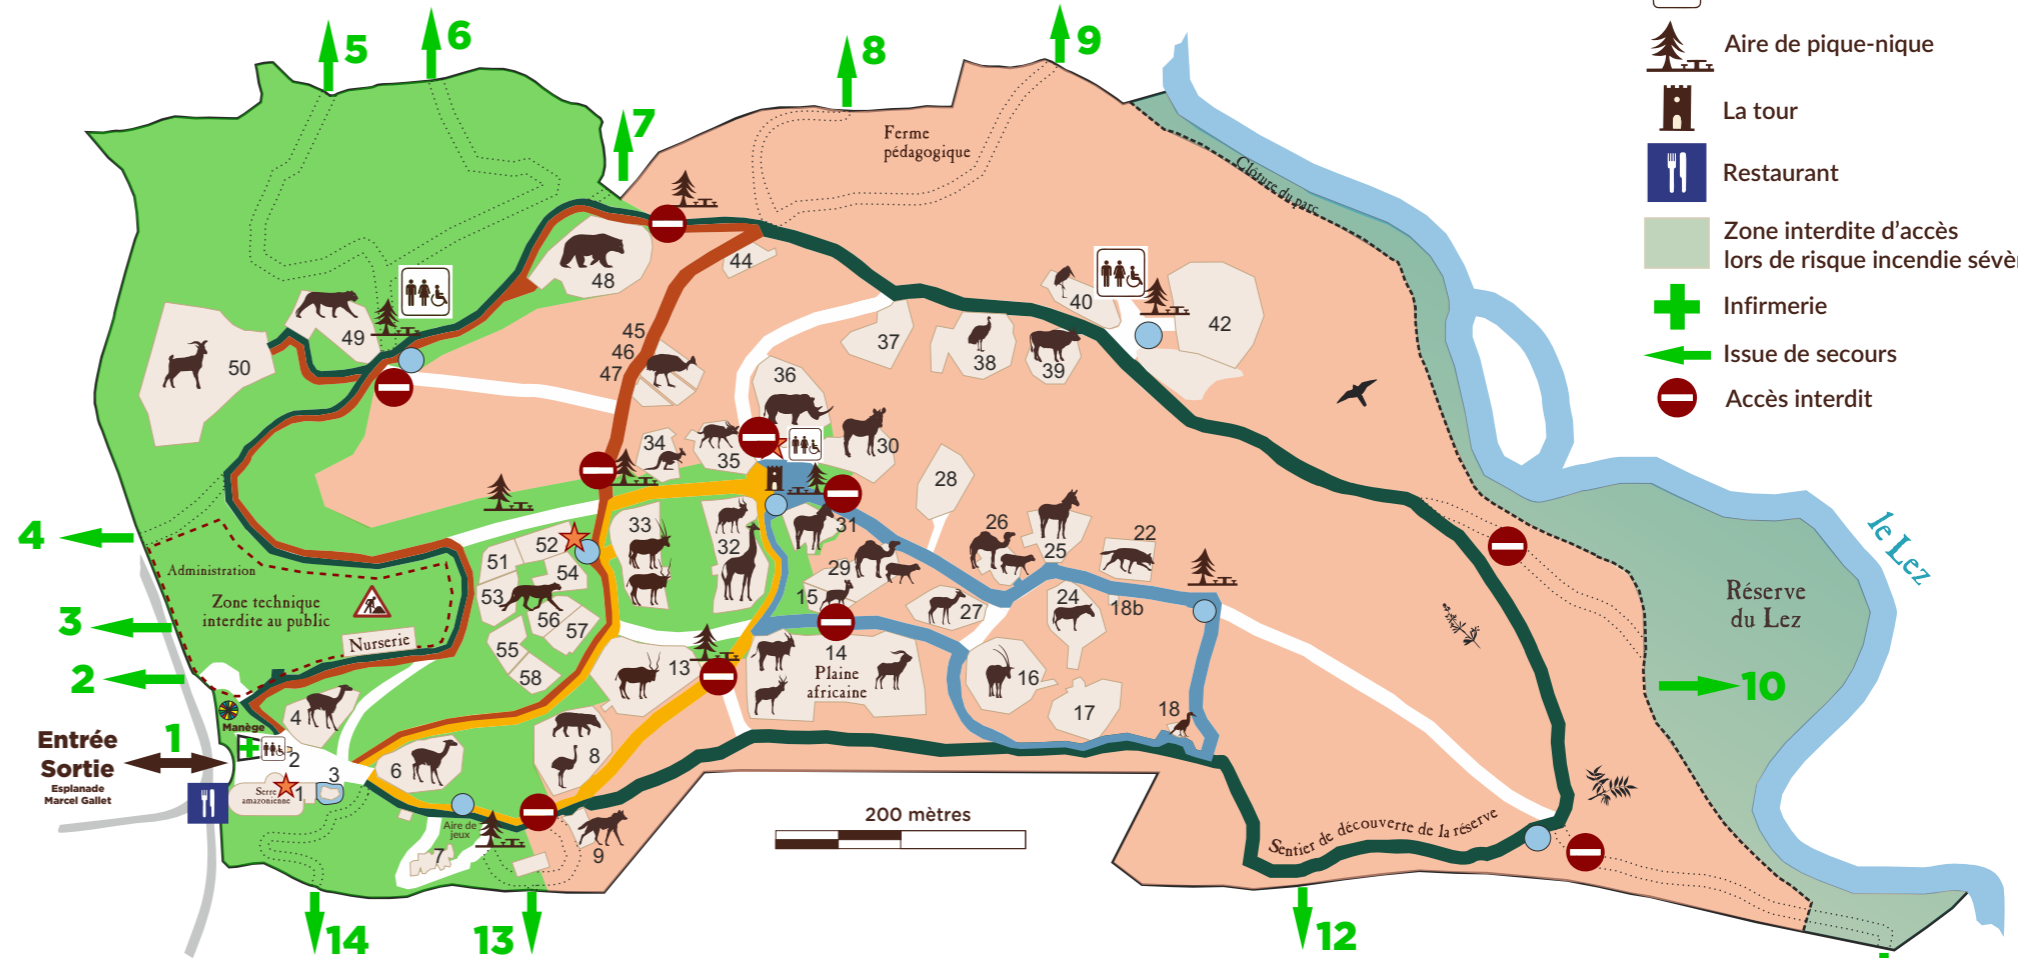 5
6
7
8
9
Aire de pique-nique
La tour
Restaurant
Zone interdite d'accès
lors de risque incendie sévè
Infirmerie
Issue de secours
Accès interdit
Ferme
pédagogique
Clôture du parc
le Lez
Réserve
du Lez
10
44
48
49
50
45
46
47
40
42
37
38
39
36
34
35
30
28
33
32
31
26
25
22
29
15
27
24
18b
51
52
53
54
56
57
55
58
13
14
Plaine
africaine
16
17
18
4
3
2
Administration
Zone technique
interdite au public
Nurserie
Entrée
Sortie
Esplanade
Marcel Gallet
1
Manège
4
2
3
Serre
amazonienne
1
6
8
Aire de
jeux
7
9
200 mètres
Sentier de découverte de la réserve
14
13
12